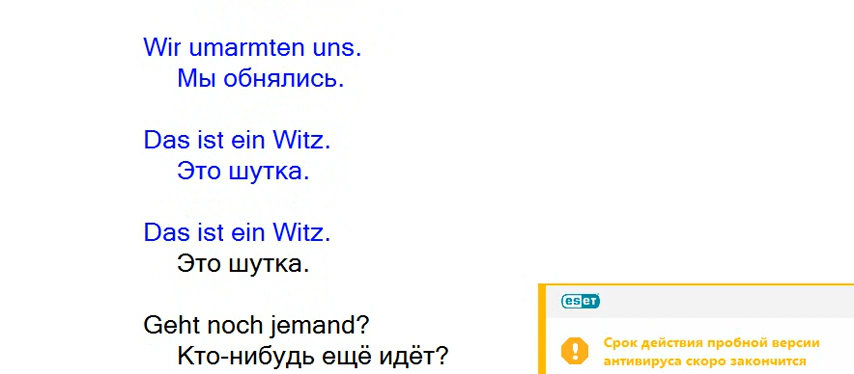 Wir umarmten uns.
Мы обнялись.
Das ist ein Witz.
Это шутка.
Das ist ein Witz.
Это шутка.
Geht noch jemand?
Кто-нибудь ещё идёт?
eset
Срок действия пробной версии
антивируса скоро закончится